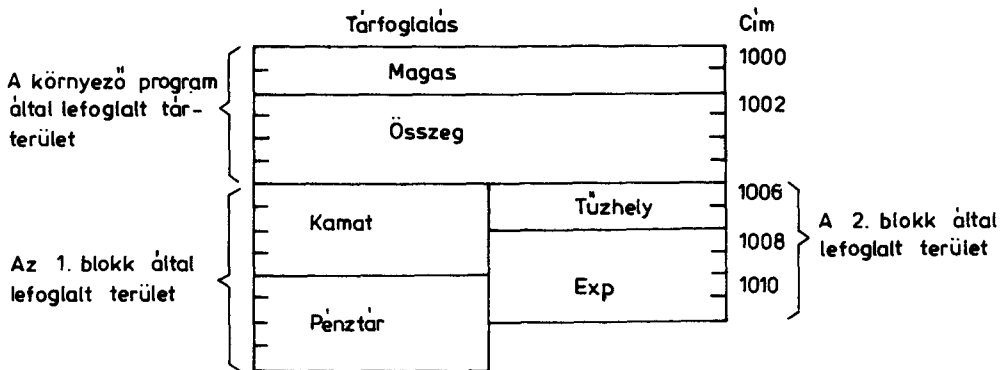 Tárfoglalás
Cím
A környező program
által lefoglalt tár-
terület
Magas
1000
Összeg
1002
Kamat
Tűzhely
1006
A 2. blokk által
lefoglalt terület
1008
Az 1. blokk által
lefoglalt terület
Exp
1010
Pénztár